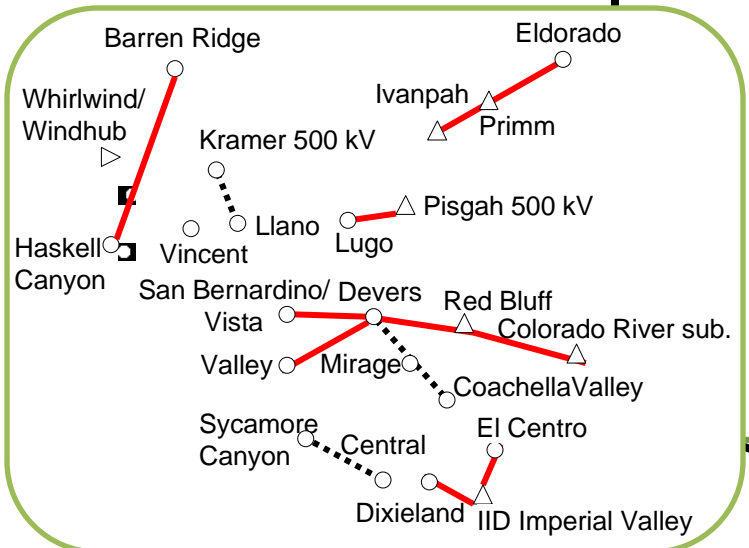 Barren Ridge
Eldorado
Whirlwind/
Windhub
Ivanpah
Primm
Kramer 500 kV
Pisgah 500 kV
Llano
Lugo
Haskell
Canyon
Vincent
San Bernardino/
Vista
Devers
Red Bluff
Colorado River sub.
Valley
Mirage
CoachellaValley
Sycamore
Canyon
Central
El Centro
Dixieland
IID Imperial Valley